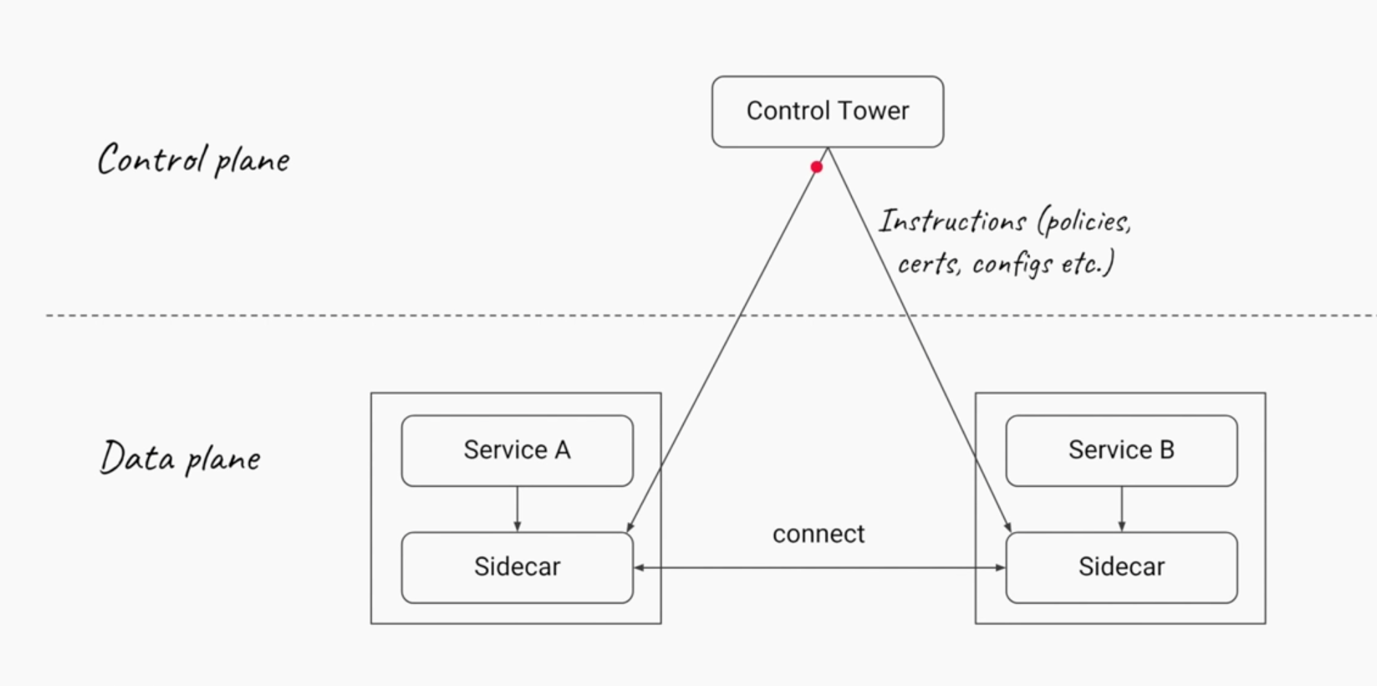 Control Tower
Control plane
Instructions (policies,
certs, configs etc.)
Data plane
Service A
Service B
connect
Sidecar
Sidecar